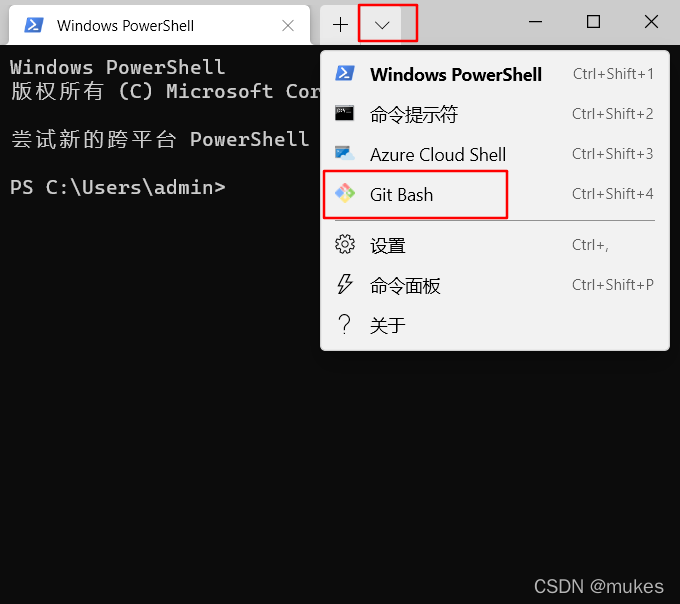 Windows PowerShell
Windows PowerShell
版权所有 (C) Microsoft Cor
尝试新的跨平台 PowerShell
PS C:\Users\admin>
Windows PowerShell Ctrl+Shift+1
命令提示符 Ctrl+Shift+2
Azure Cloud Shell Ctrl+Shift+3
Git Bash Ctrl+Shift+4
设置 Ctrl+,
命令面板 Ctrl+Shift+P
关于
CSDN @mukes